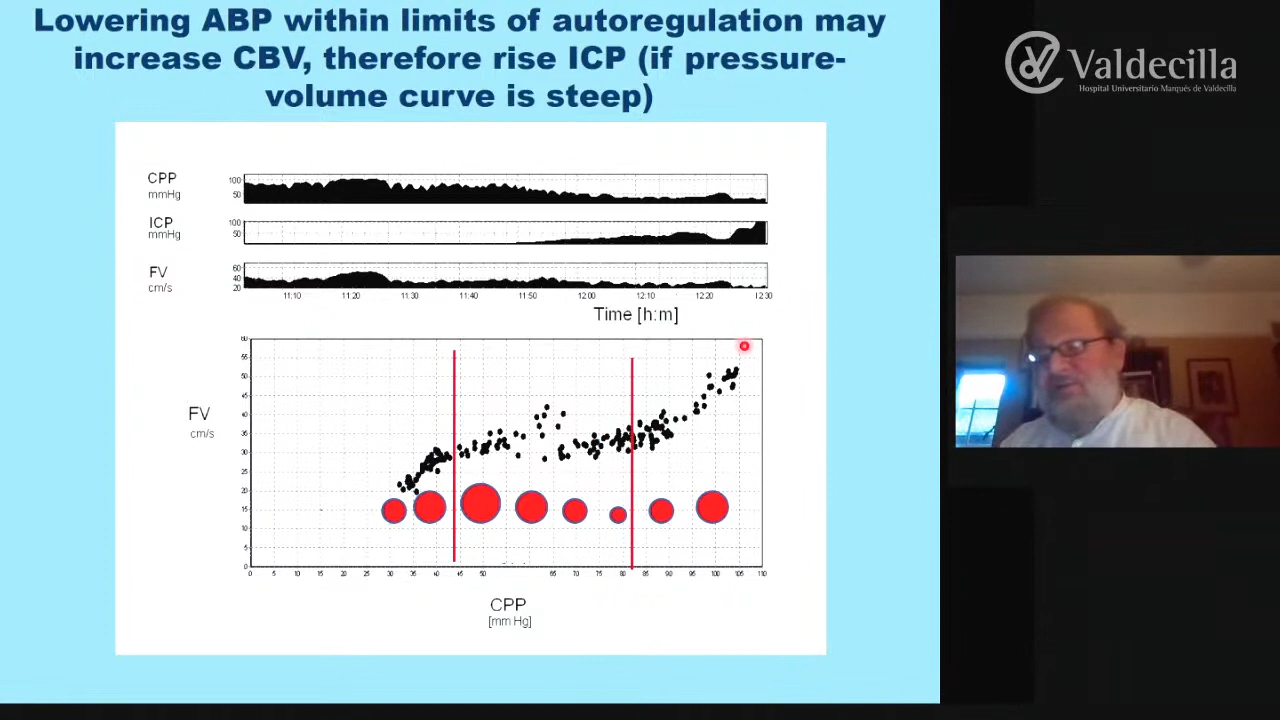 Lowering ABP within limits of autoregulation may
increase CBV, therefore rise ICP (if pressure-
volume curve is steep)
Valdecilla
Hospital Universitario Marqués de Valdecilla
CPP
mmHg
100
50
ICP
mmHg
100
50
FV
cm/s
60
40
20
11:10 11:20 11:30 11:40 11:50 12:00 12:10 12:20 12:30
Time [h:m]
FV
cm/s
60
55
50
45
40
35
30
25
20
15
10
5
0
0 5 10 15 20 25 30 35 40 45 50 65 70 75 80 85 90 95 100 105 110
CPP
[mm Hg]